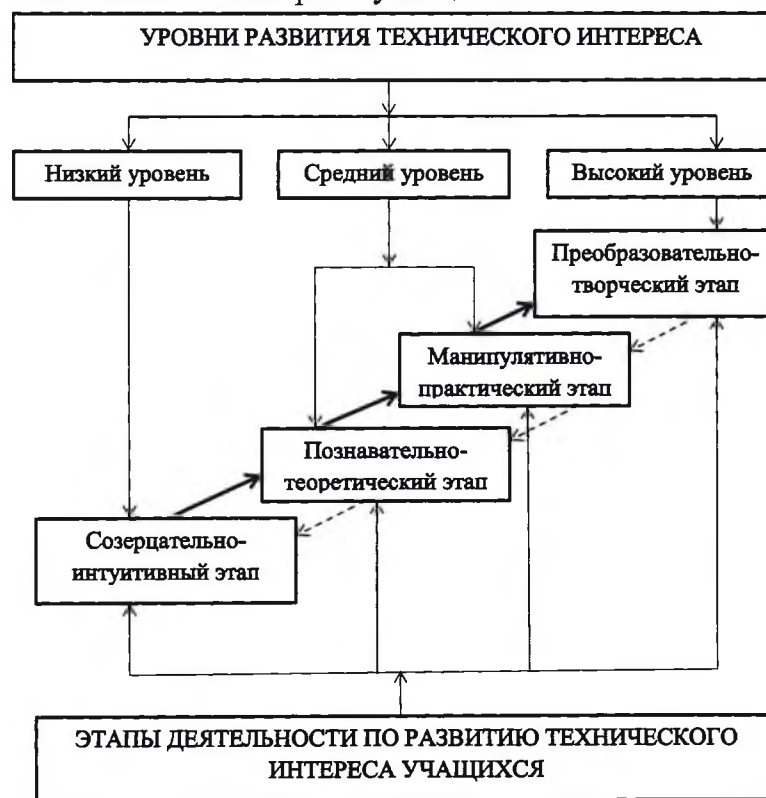 УРОВНИ РАЗВИТИЯ ТЕХНИЧЕСКОГО ИНТЕРЕСА
Низкий уровень
Средний уровень
Высокий уровень
Преобразовательно-
творческий этап
Манипулятивно-
практический этап
Познавательно-
теоретический этап
Созерцательно-
интуитивный этап
ЭТАПЫ ДЕЯТЕЛЬНОСТИ ПО РАЗВИТИЮ ТЕХНИЧЕСКОГО
ИНТЕРЕСА УЧАЩИХСЯ